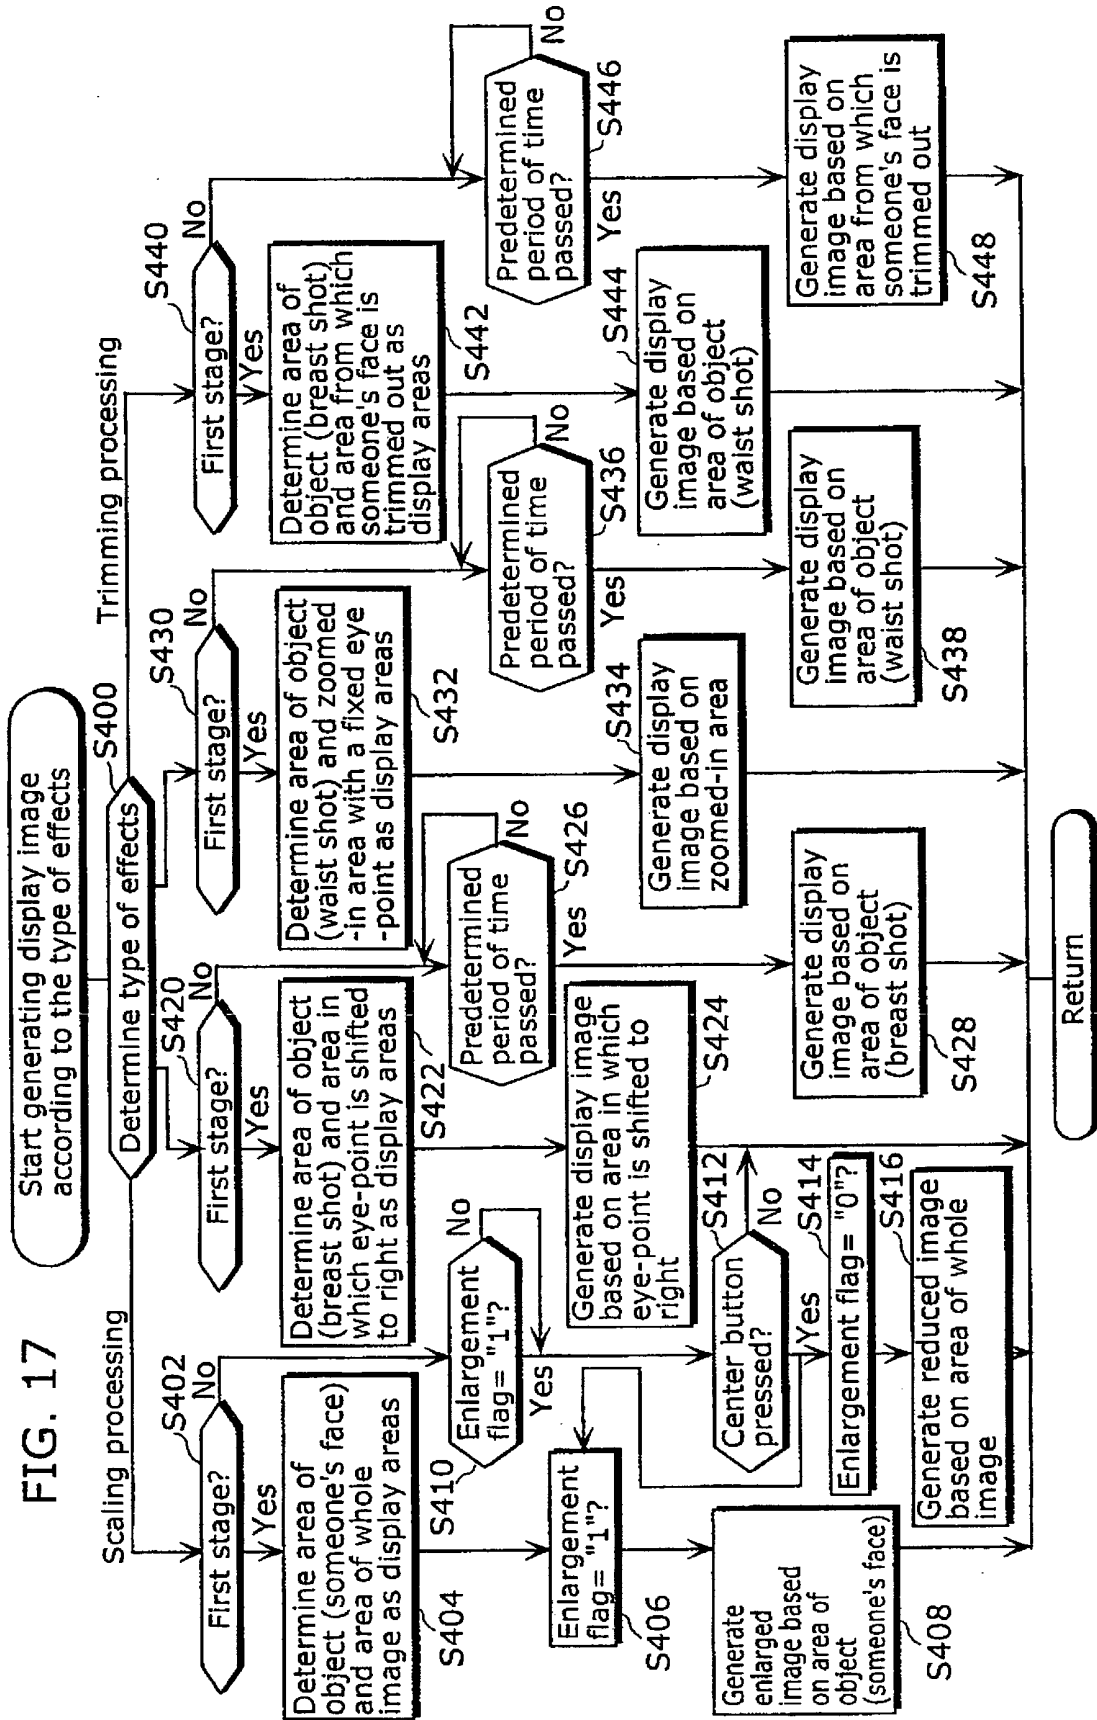 FIG. 17
Start generating display image
according to the type of effects
S400
Determine type of effects
Scaling processing
Trimming processing
S402
First stage?
No
Yes
Determine area of
object (someone's face)
and area of whole
image as display areas
S404
Enlargement
flag= "1"?
S406
Generate
enlarged
image based
on area of
object
(someone's face)
S408
S410
Enlargement
flag= "1"?
No
Yes
S412
Center button
pressed?
No
Yes
S414
Enlargement flag= "0"?
S416
Generate reduced image
based on area of whole
image
S420
First stage?
No
Yes
Determine area of object
(breast shot) and area in
which eye-point is shifted
to right as display areas
S422
Generate display image
based on area in which
eye-point is shifted to
right
S424
Predetermined
period of time
passed?
No
S426
Yes
Generate display
image based on
area of object
(breast shot)
S428
S430
First stage?
No
Yes
Determine area of object
(waist shot) and zoomed
-in area with a fixed eye
-point as display areas
S432
Generate display
image based on
zoomed-in area
S434
Predetermined
period of time
passed?
No
S436
Yes
Generate display
image based on
area of object
(waist shot)
S438
S440
First stage?
No
Yes
Determine area of
object (breast shot)
and area from which
someone's face is
trimmed out as
display areas
S442
Generate display
image based on
area of object
(waist shot)
S444
Predetermined
period of time
passed?
No
S446
Yes
Generate display
image based on
area from which
someone's face is
trimmed out
S448
Return